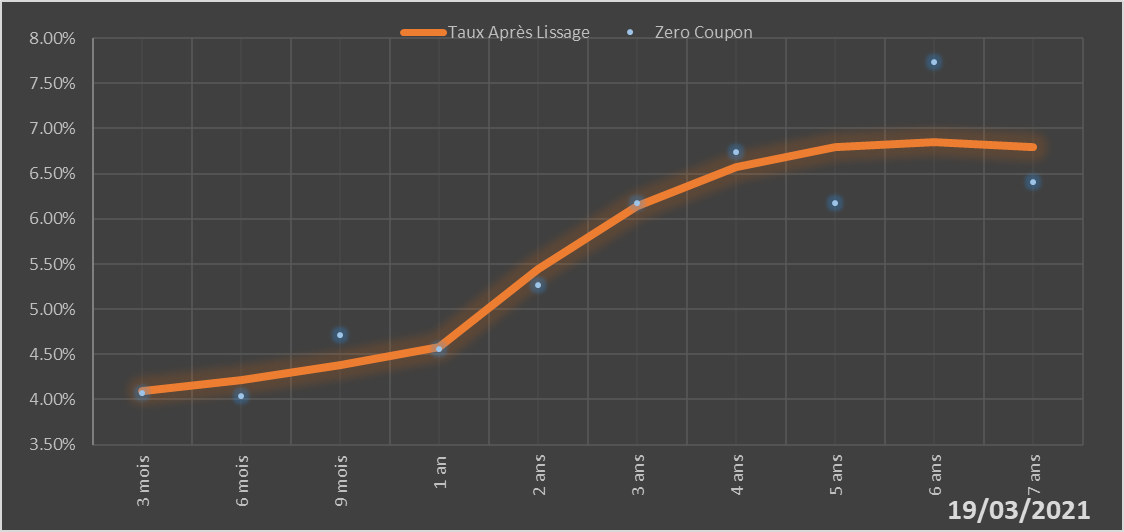 Taux Après Lissage
Zero Coupon
8.00%
7.50%
7.00%
6.50%
6.00%
5.50%
5.00%
4.50%
4.00%
3.50%
3 mois
6 mois
9 mois
1 an
2 ans
3 ans
4 ans
5 ans
6 ans
7 ans
19/03/2021